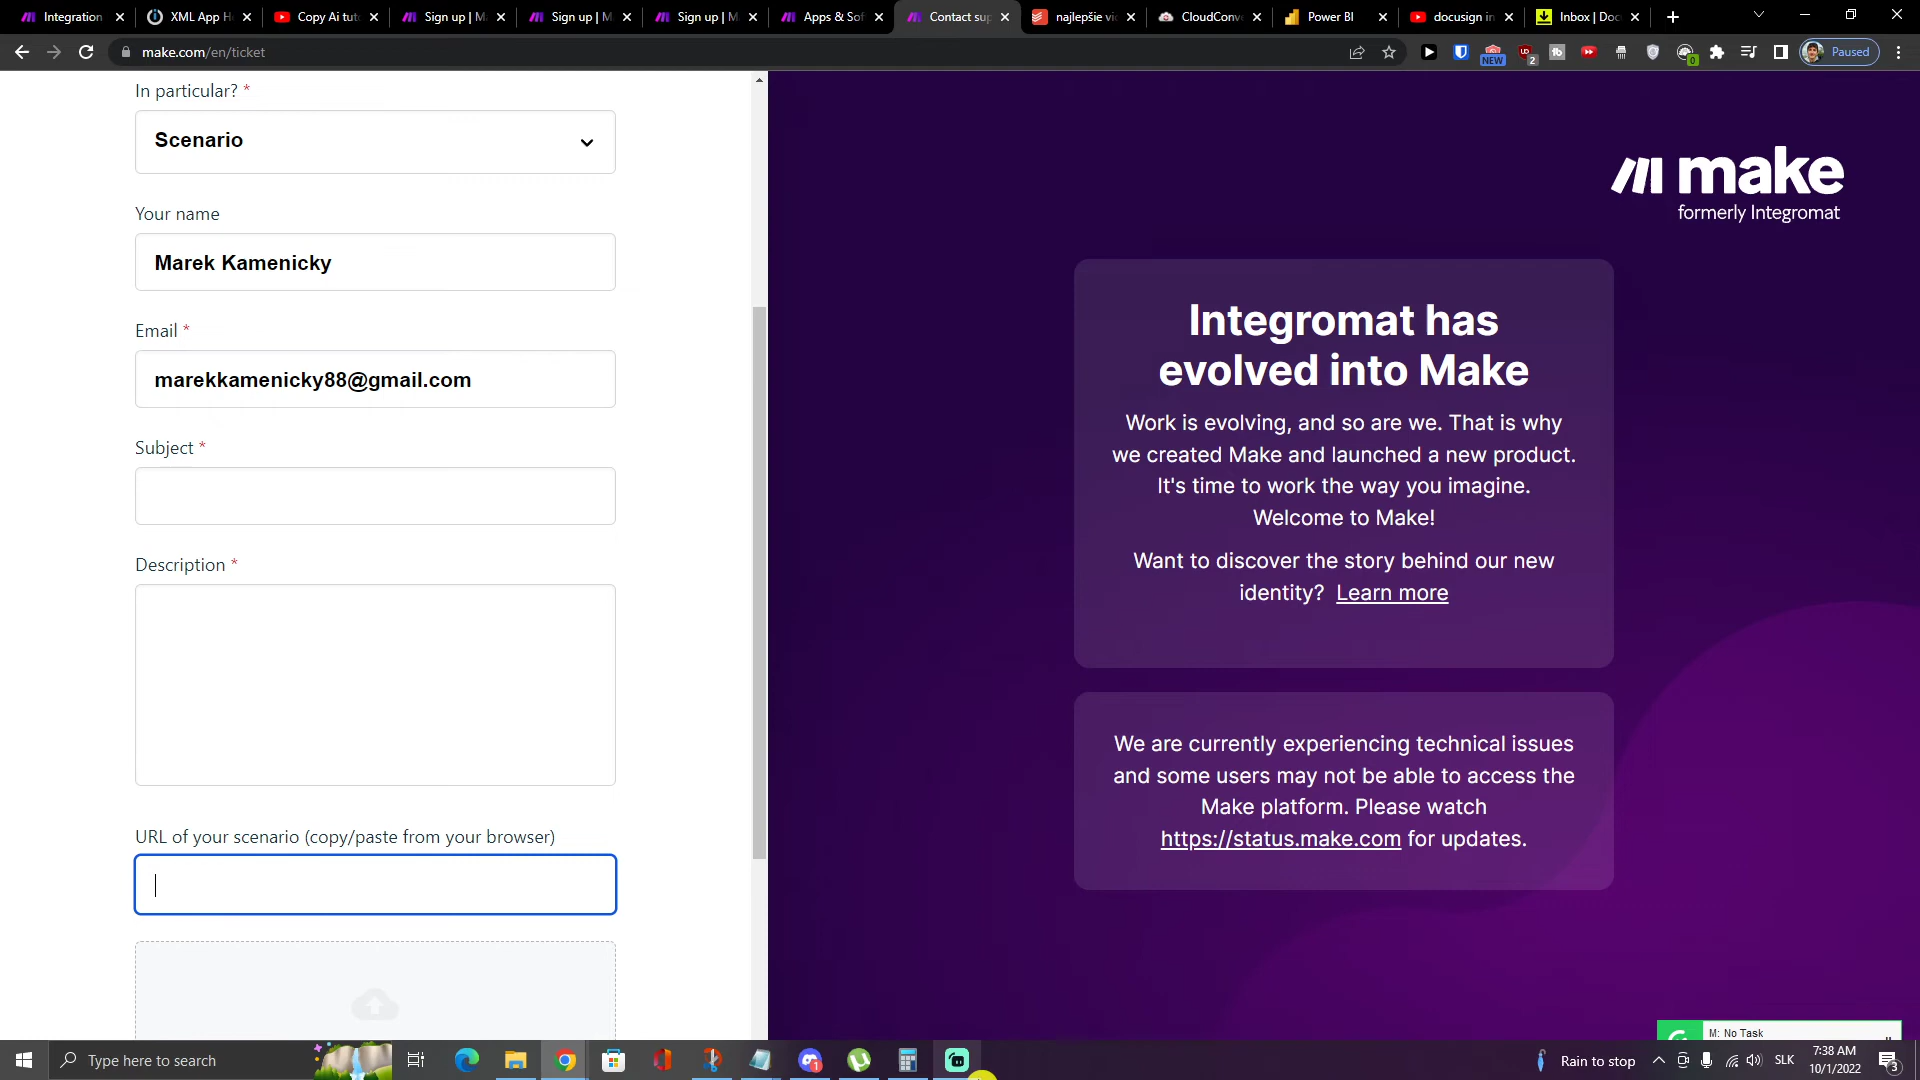 Integration
XML App H
Copy Ai tut
Sign up | M
Sign up | M
Sign up | M
Apps & Sof
Contact sup
najlepšie vi
CloudConv
Power BI
docusign in
Inbox | Doc
make.com/en/ticket
NEW
2
0
Paused
In particular? *
Scenario
Your name
Marek Kamenicky
Email *
marekkamenicky88@gmail.com
Subject *
Description *
URL of your scenario (copy/paste from your browser)
make
formerly Integromat
Integromat has
evolved into Make
Work is evolving, and so are we. That is why
we created Make and launched a new product.
It's time to work the way you imagine.
Welcome to Make!
Want to discover the story behind our new
identity? Learn more
We are currently experiencing technical issues
and some users may not be able to access the
Make platform. Please watch
https://status.make.com for updates.
M: No Task
Type here to search
1
Rain to stop
SLK
7:38 AM
10/1/2022
3